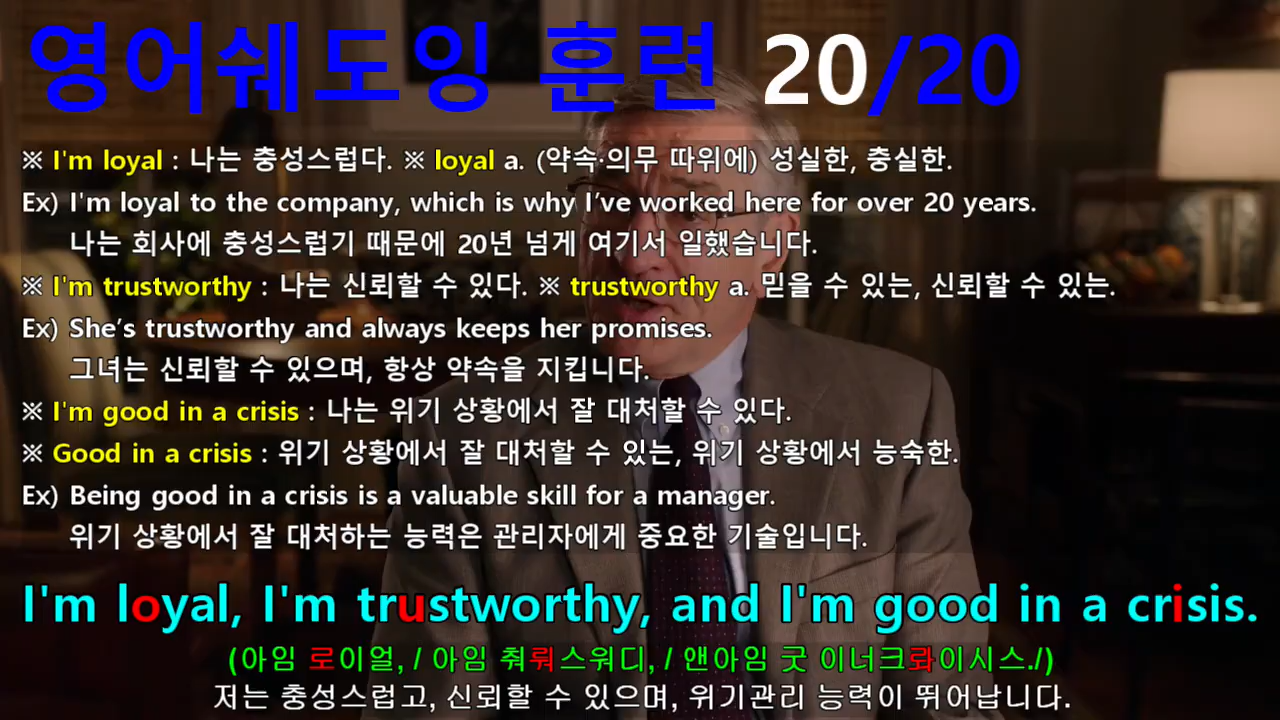 영어쉐도잉 훈련 20/20
※ I'm loyal : 나는 충성스럽다. ※ loyal a. (약속·의무 따위에) 성실한, 충실한.
Ex) I'm loyal to the company, which is why I’ve worked here for over 20 years.
나는 회사에 충성스럽기 때문에 20년 넘게 여기서 일했습니다.
※ I'm trustworthy : 나는 신뢰할 수 있다. ※ trustworthy a. 믿을 수 있는, 신뢰할 수 있는.
Ex) She’s trustworthy and always keeps her promises.
그녀는 신뢰할 수 있으며, 항상 약속을 지킵니다.
※ I'm good in a crisis : 나는 위기 상황에서 잘 대처할 수 있다.
※ Good in a crisis : 위기 상황에서 잘 대처할 수 있는, 위기 상황에서 능숙한.
Ex) Being good in a crisis is a valuable skill for a manager.
위기 상황에서 잘 대처하는 능력은 관리자에게 중요한 기술입니다.
I'm loyal, I'm trustworthy, and I'm good in a crisis.
(아임 로이얼, / 아임 춰뤄스워디, / 앤아임 굿 이너크롸이시스./)
저는 충성스럽고, 신뢰할 수 있으며, 위기관리 능력이 뛰어납니다.